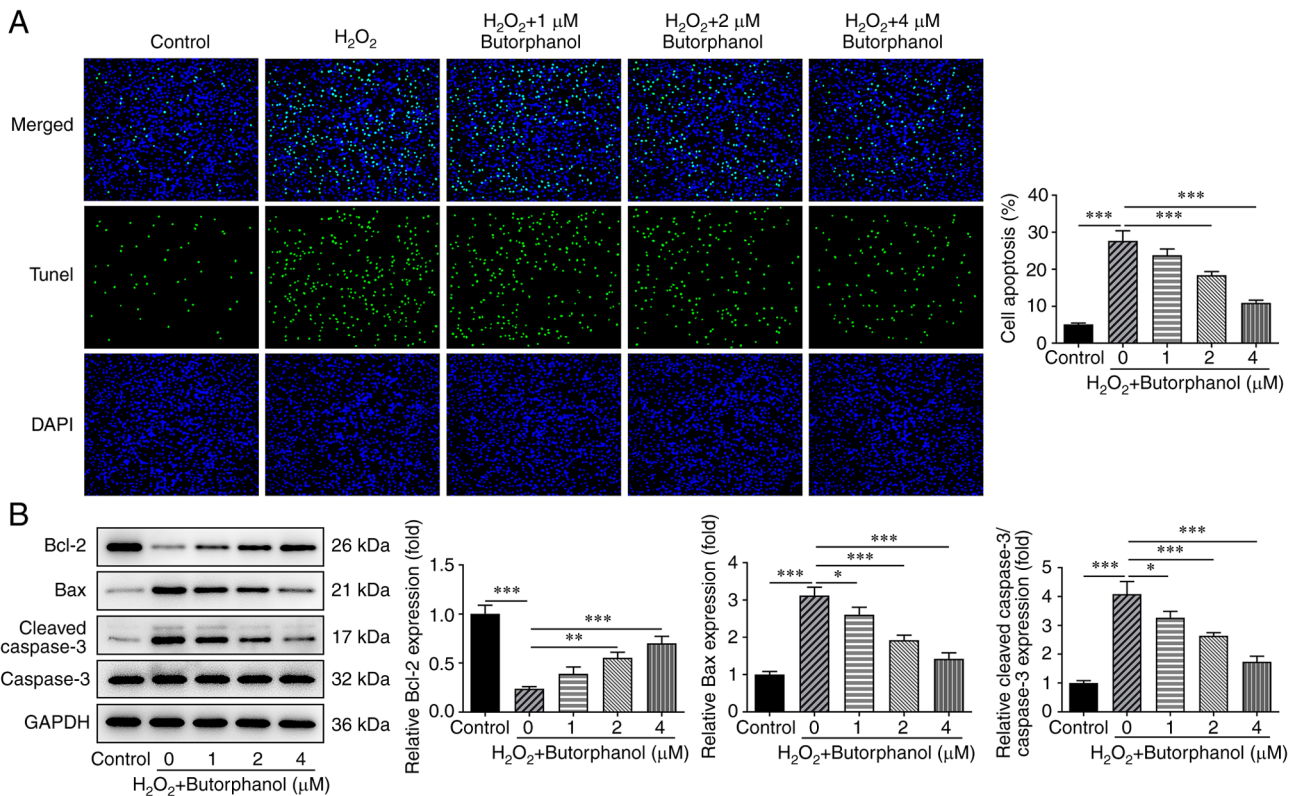 A
Control
H₂O₂
H₂O₂+1 μM
Butorphanol
H₂O₂+2 μM
Butorphanol
H₂O₂+4 μM
Butorphanol
Merged
Tunel
DAPI
Cell apoptosis (%)
40
30
20
10
0
***
***
***
Control 0 1 2 4
H₂O₂+Butorphanol (μM)
B
Bcl-2 26 kDa
Bax 21 kDa
Cleaved
caspase-3 17 kDa
Caspase-3 32 kDa
GAPDH 36 kDa
Control 0 1 2 4
H₂O₂+Butorphanol (μM)
Relative Bcl-2 expression (fold)
1.5
1.0
0.5
0.0
***
***
**
Control 0 1 2 4
H₂O₂+Butorphanol (μM)
Relative Bax expression (fold)
4
3
2
1
0
***
***
***
*
Control 0 1 2 4
H₂O₂+Butorphanol (μM)
Relative cleaved caspase-3/
caspase-3 expression (fold)
5
4
3
2
1
0
***
***
***
*
Control 0 1 2 4
H₂O₂+Butorphanol (μM)